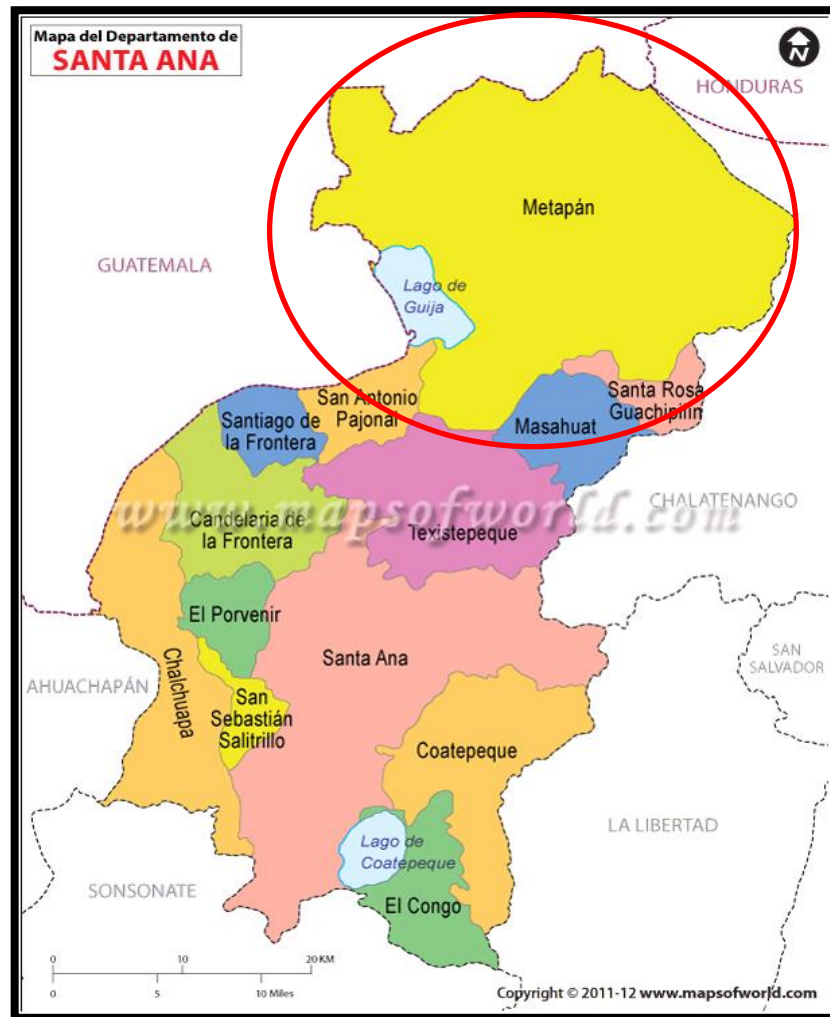 Mapa del Departamento de
SANTA ANA
N
HONDURAS
Metapán
GUATEMALA
Lago de
Guija
San Antonio
Pajonal
Santa Rosa
Guachipilin
Santiago de
la Frontera
Masahuat
CHALATENANGO
www.mapsofworld.com
Candelaria de
la Frontera
Texistepeque
El Porvenir
Santa Ana
SAN
SALVADOR
Chalchuapa
AHUACHAPÁN
San
Sebastián
Salitrillo
Coatepeque
LA LIBERTAD
Lago de
Coatepeque
SONSONATE
El Congo
0 10 20 KM
0 5 10 Miles
Copyright © 2011-12 www.mapsofworld.com